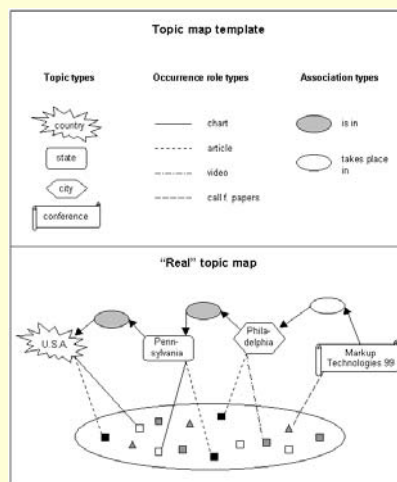 Topic map template
Topic types
Occurrence role types
Association types
country
state
city
conference
chart
article
video
call f. papers
is in
takes place
in
"Real" topic map
U.S.A.
Penn-
sylvania
Phila-
delphia
Markup
Technologies 99